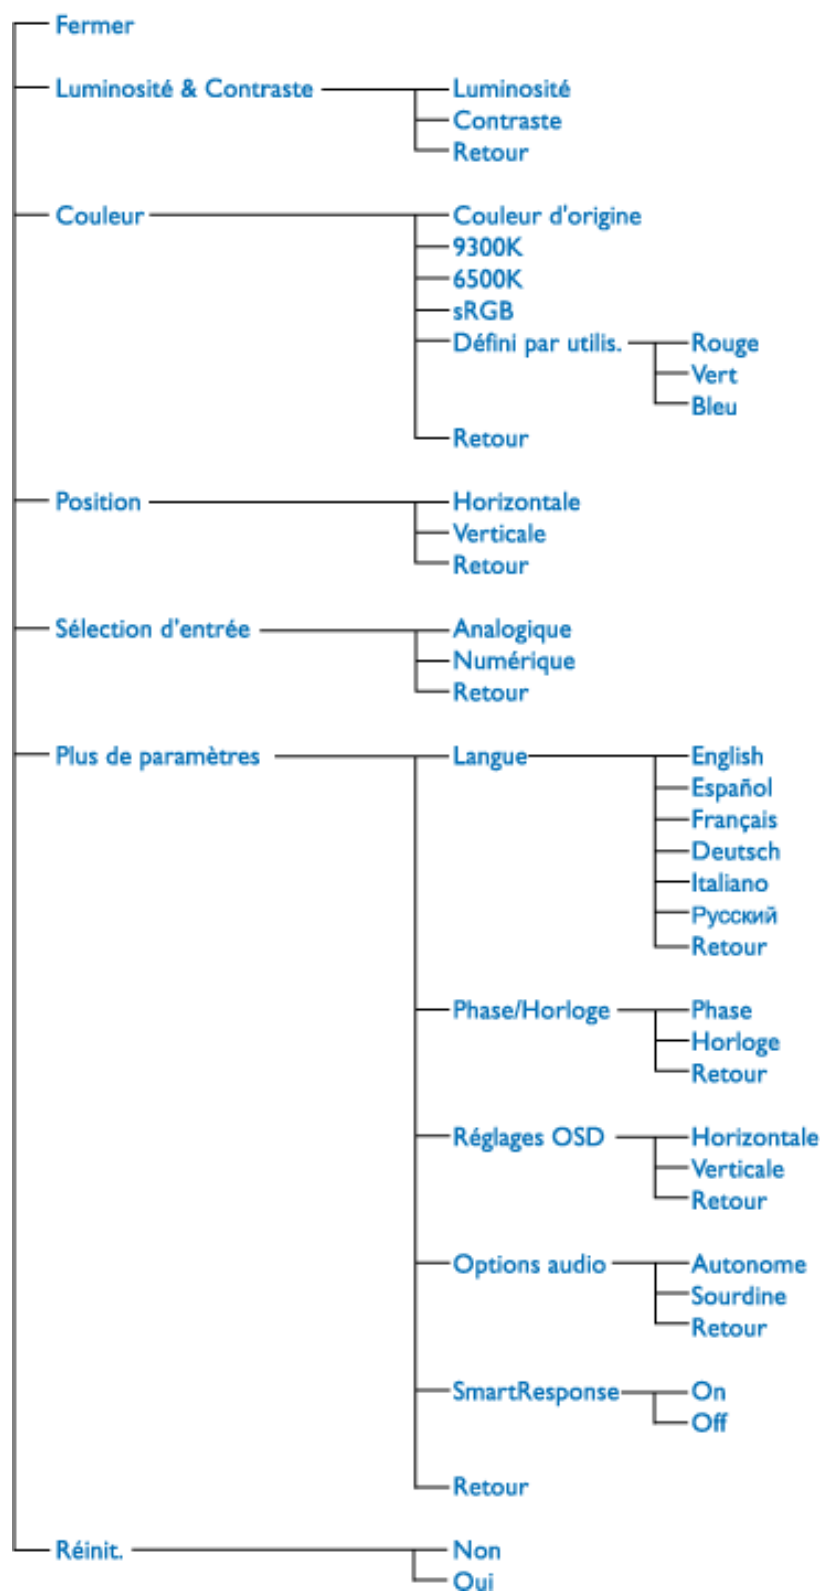 Fermer
Luminosité & Contraste
Luminosité
Contraste
Retour
Couleur
Couleur d'origine
9300K
6500K
sRGB
Défini par utilis.
Rouge
Vert
Bleu
Retour
Position
Horizontale
Verticale
Retour
Sélection d'entrée
Analogique
Numérique
Retour
Plus de paramètres
Langue
English
Español
Français
Deutsch
Italiano
Русский
Retour
Phase/Horloge
Phase
Horloge
Retour
Réglages OSD
Horizontale
Verticale
Retour
Options audio
Autonome
Sourdine
Retour
SmartResponse
On
Off
Retour
Réinit.
Non
Oui